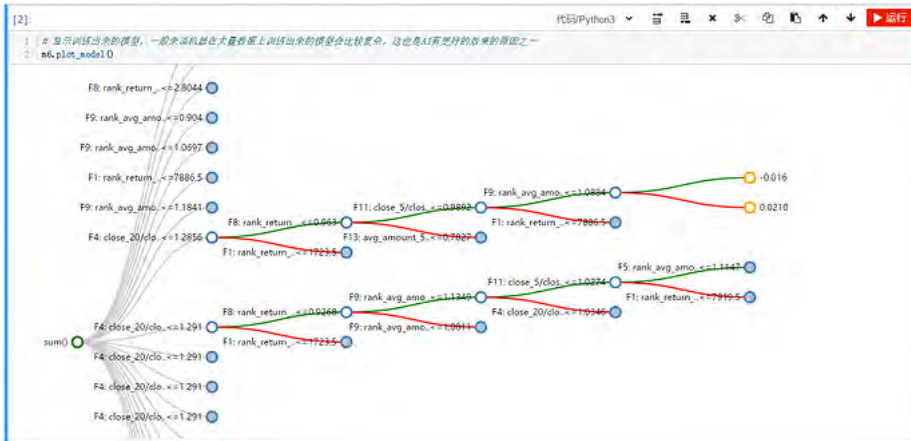 [2]:
代码/Python3
运行
1 # 显示训练出来的模型，一般来说机器在大量数据上训练出来的模型会比较复杂，这也是AI有更好的效果的原因之一
2 m6.plot_model()
F8: rank_return_..<=2.8044
F9: rank_avg_amo..<=0.904
F9: rank_avg_amo..<=1.0697
F1: rank_return_..<=7886.5
-0.016
F9: rank_avg_amo..<=1.0884
F9: rank_avg_amo..<=1.1841
F11: close_5/clos..<=0.9892
0.0210
F8: rank_return_..<=0.963
F1: rank_return_..<=7886.5
F4: close_20/clo..<=1.2856
F13: avg_amount_5..<=0.7827
F1: rank_return_..<=1723.5
F5: rank_avg_amo..<=1.1147
F11: close_5/clos..<=1.0274
F9: rank_avg_amo..<=1.1349
F1: rank_return_..<=7919.5
F8: rank_return_..<=0.9268
F4: close_20/clo..<=1.0346
F4: close_20/clo..<=1.291
F9: rank_avg_amo..<=1.0011
sum()
F1: rank_return_..<=1723.5
F4: close_20/clo..<=1.291
F4: close_20/clo..<=1.291
F4: close_20/clo..<=1.291